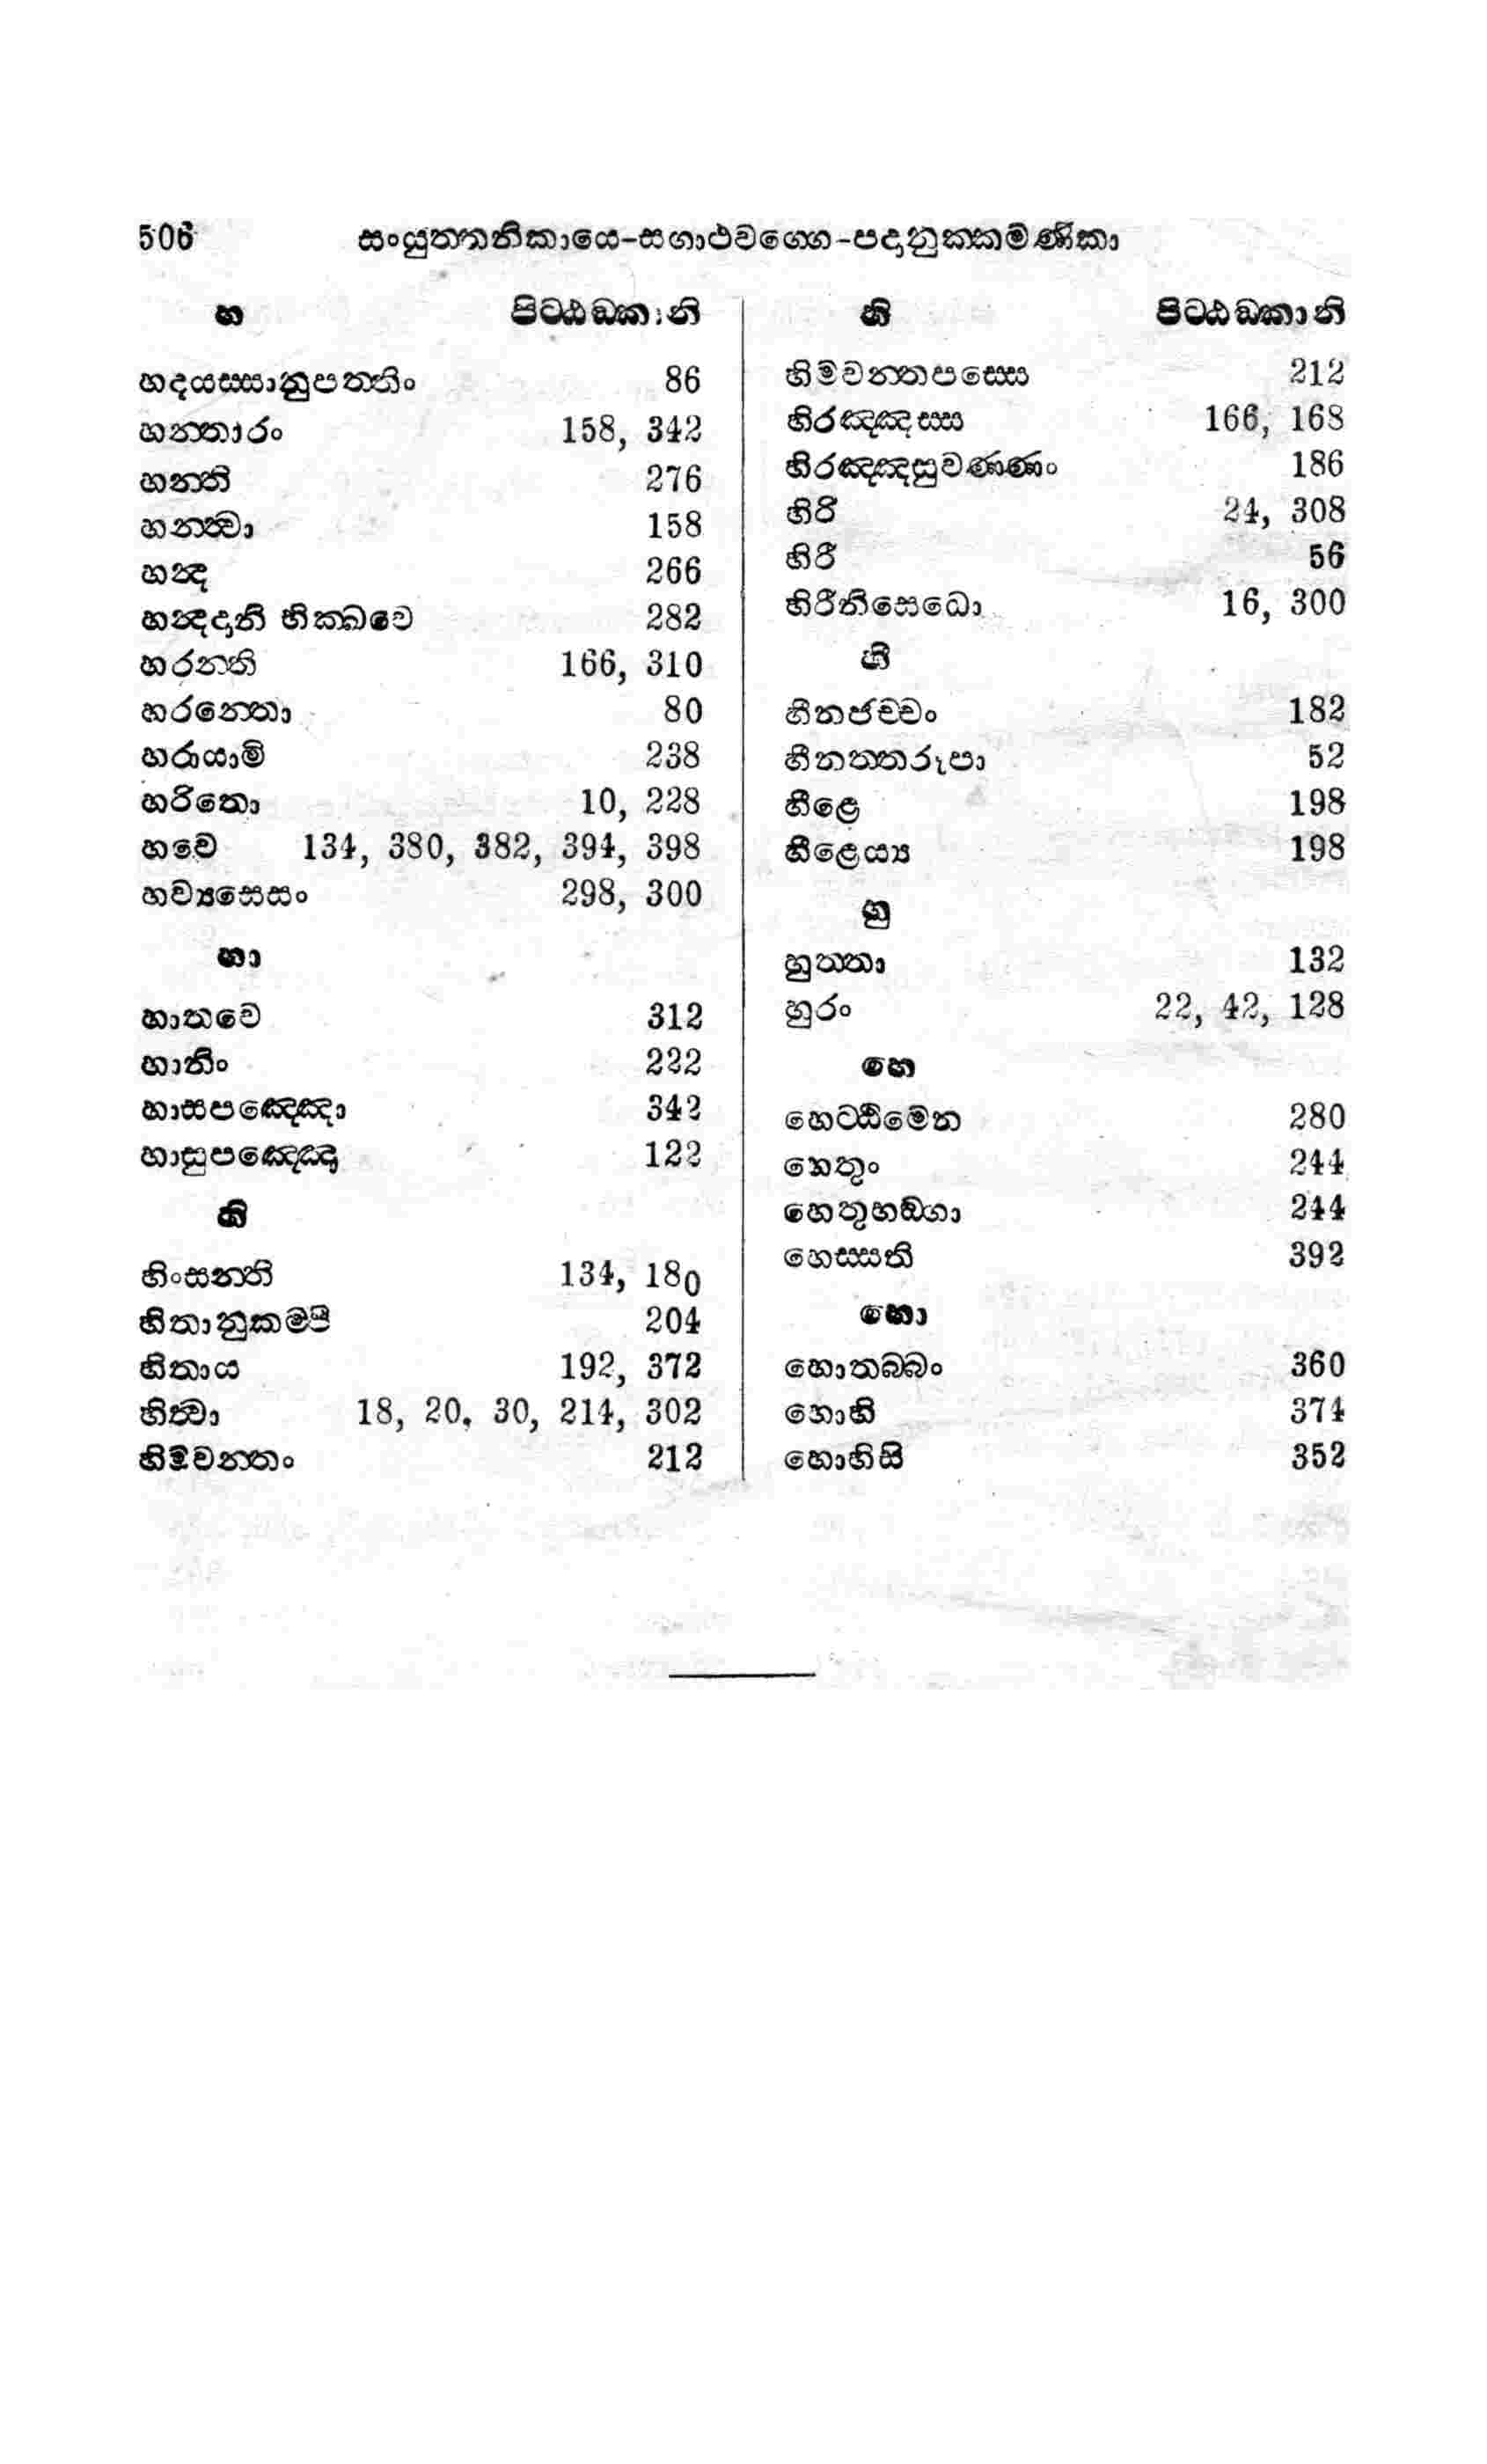 506 සංයුත්තනිකායෙ-සගාථවග්ගෙ-පදානුක්කමණිකා
හ පිට්ඨඞ්කානි
හදයස්සානුපත්තිං 86
හන්තාරං 158, 342
හන්ති 276
හන්ත්වා 158
හන්ද 266
හන්දදානි භික්ඛවෙ 282
හරන්ති 166, 310
හරන්තො 80
හරායාමි 238
හරිතො 10, 228
හවෙ 134, 380, 382, 394, 398
හව්‍යසෙසං 298, 300
හා
හාතවෙ 312
හානිං 222
හාසපඤ්ඤො 342
හාසුපඤ්ඤෙ 122
හි
හිංසන්ති 134, 180
හිතානුකම්පී 204
හිතාය 192, 372
හිත්වා 18, 20, 30, 214, 302
හිමවන්තං 212
හි පිට්ඨඞ්කානි
හිමවන්තපස්සෙ 212
හිරඤ්ඤස්ස 166, 168
හිරඤ්ඤසුවණ්ණං 186
හිරි 24, 308
හිරී 56
හිරීනිසෙධො 16, 300
හී
හීනජච්චං 182
හීනත්තරූපා 52
හීළෙ 198
හීළෙය්‍ය 198
හු
හුත්තා 132
හුරං 22, 42, 128
හෙ
හෙට්ඨිමෙන 280
හෙතුං 244
හෙතුභඞ්ගා 244
හෙස්සති 392
හො
හොතබ්බං 360
හොහි 374
හොහිසි 352